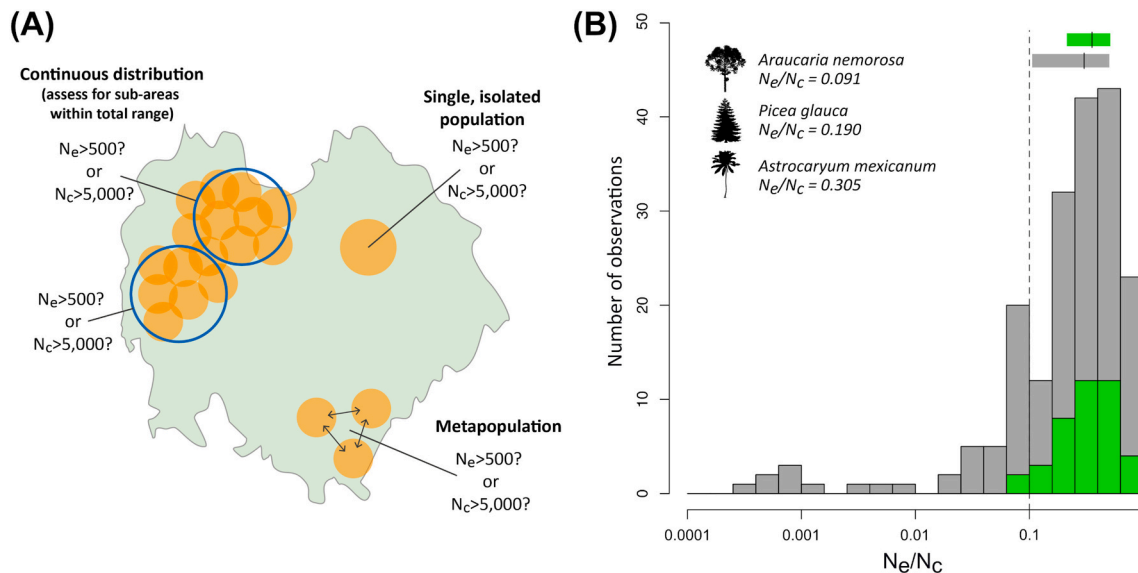 (A)
Continuous distribution
(assess for sub-areas
within total range)
Ne>500?
or
Nc>5,000?
Single, isolated
population
Ne>500?
or
Nc>5,000?
Ne>500?
or
Nc>5,000?
Metapopulation
Ne>500?
or
Nc>5,000?
(B)
Araucaria nemorosa
Ne/Nc = 0.091
Picea glauca
Ne/Nc = 0.190
Astrocaryum mexicanum
Ne/Nc = 0.305
Number of observations
50
40
30
20
10
0
0.0001
0.001
0.01
0.1
Ne/Nc